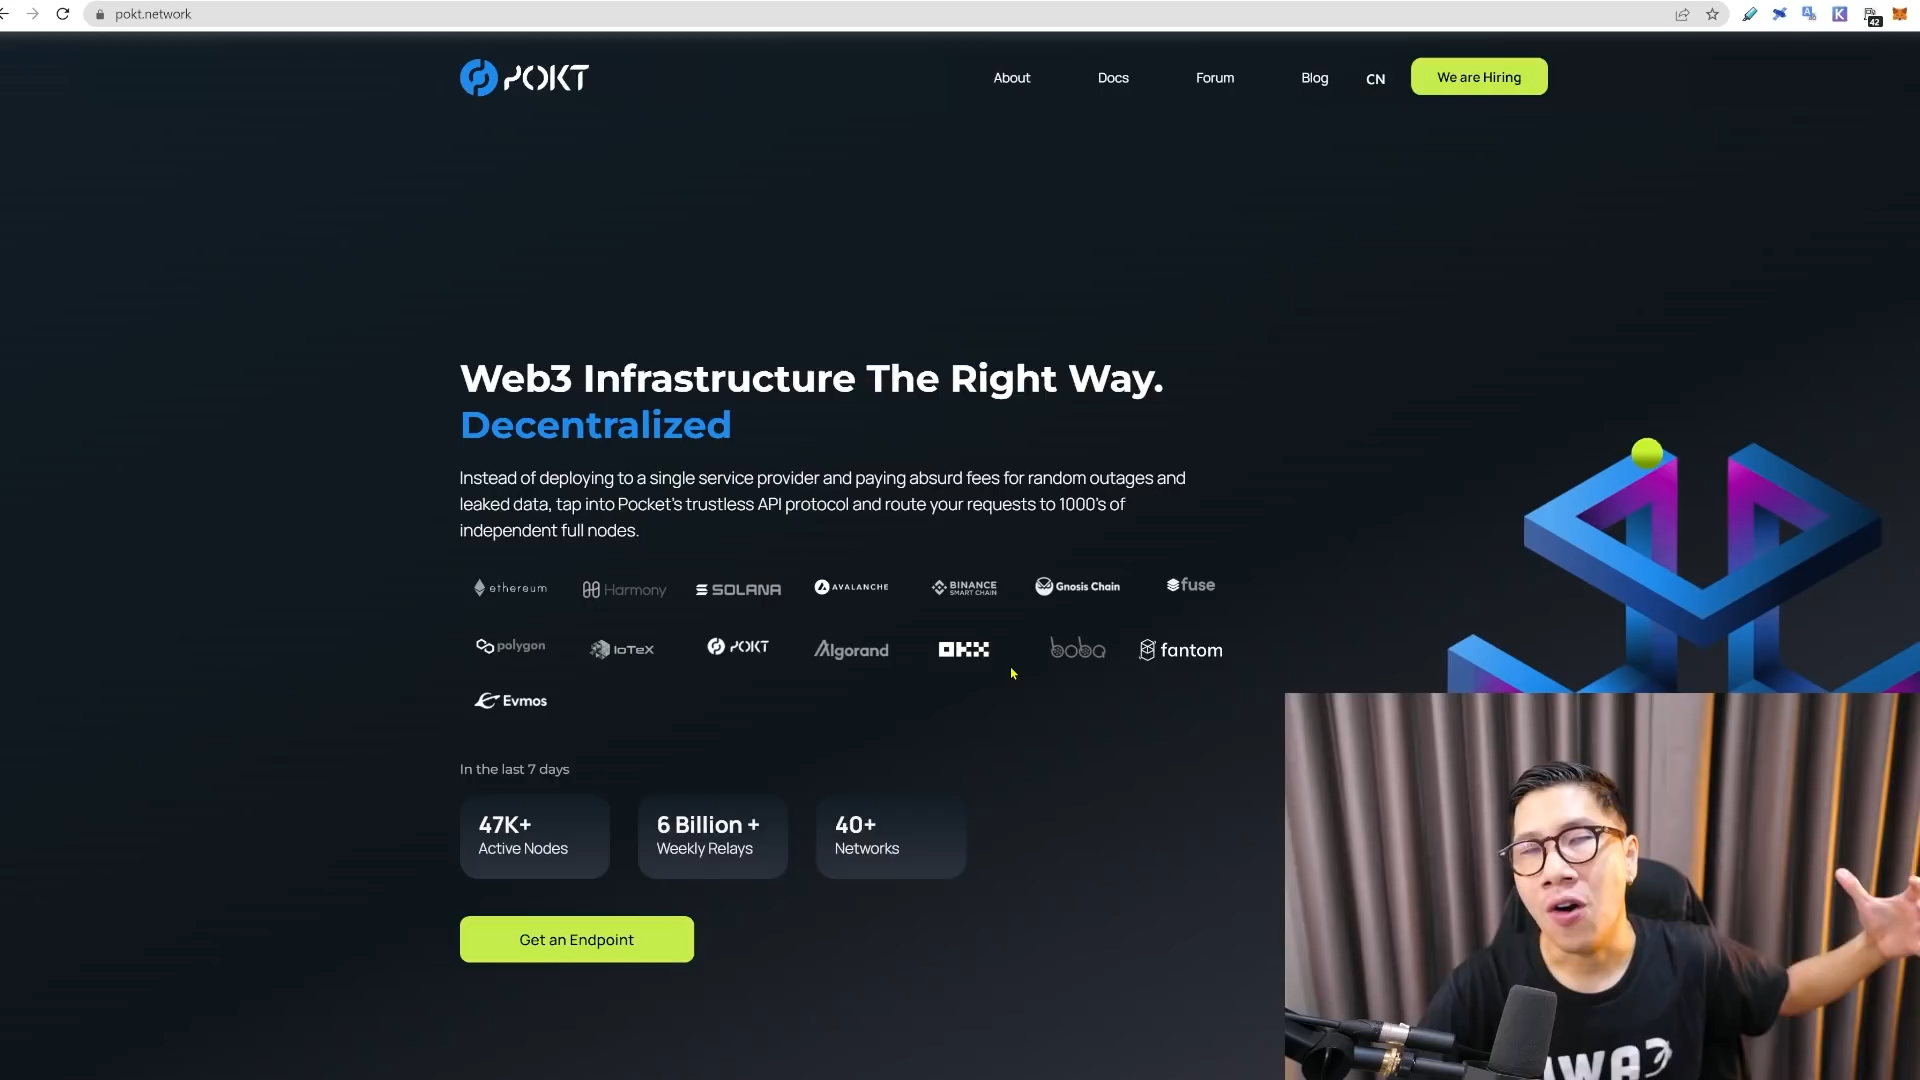 pokt.network
42
POKT
About
Docs
Forum
Blog
CN
We are Hiring
Web3 Infrastructure The Right Way.
Decentralized
Instead of deploying to a single service provider and paying absurd fees for random outages and
leaked data, tap into Pocket's trustless API protocol and route your requests to 1000's of
independent full nodes.
ethereum
Harmony
SOLANA
AVALANCHE
BINANCE
SMART CHAIN
Gnosis Chain
fuse
polygon
IoTeX
POKT
Algorand
OKX
boba
fantom
Evmos
In the last 7 days
47K+
Active Nodes
6 Billion +
Weekly Relays
40+
Networks
Get an Endpoint